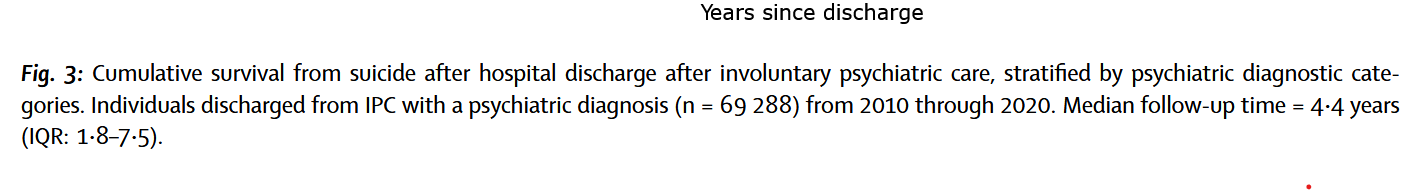 Years since discharge
Fig. 3: Cumulative survival from suicide after hospital discharge after involuntary psychiatric care, stratified by psychiatric diagnostic cate-
gories. Individuals discharged from IPC with a psychiatric diagnosis (n = 69 288) from 2010 through 2020. Median follow-up time = 4·4 years
(IQR: 1·8–7·5).